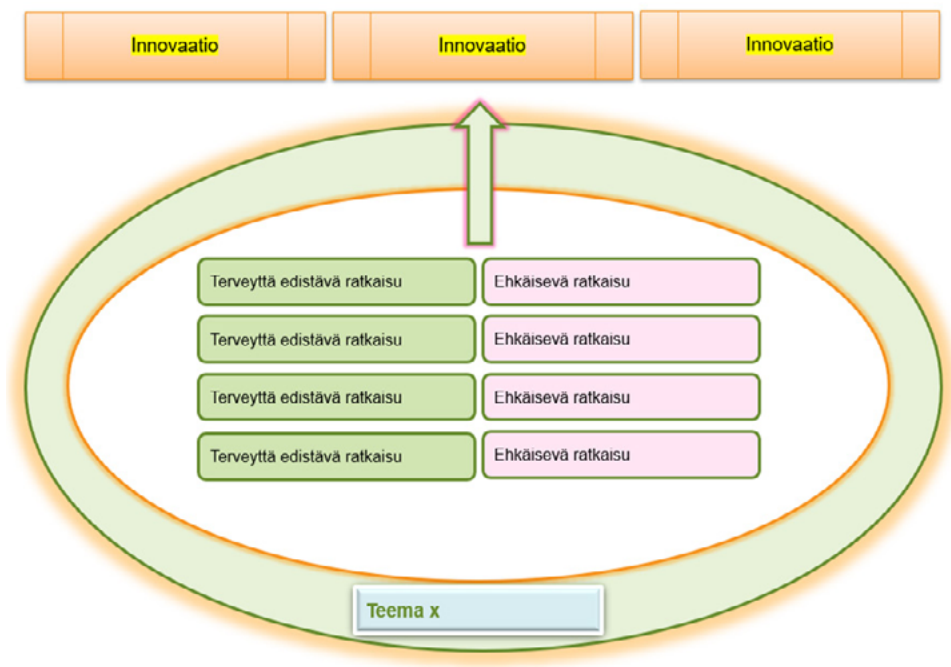 Innovaatio
Innovaatio
Innovaatio
Terveyttä edistävä ratkaisu
Ehkäisevä ratkaisu
Terveyttä edistävä ratkaisu
Ehkäisevä ratkaisu
Terveyttä edistävä ratkaisu
Ehkäisevä ratkaisu
Terveyttä edistävä ratkaisu
Ehkäisevä ratkaisu
Teema x